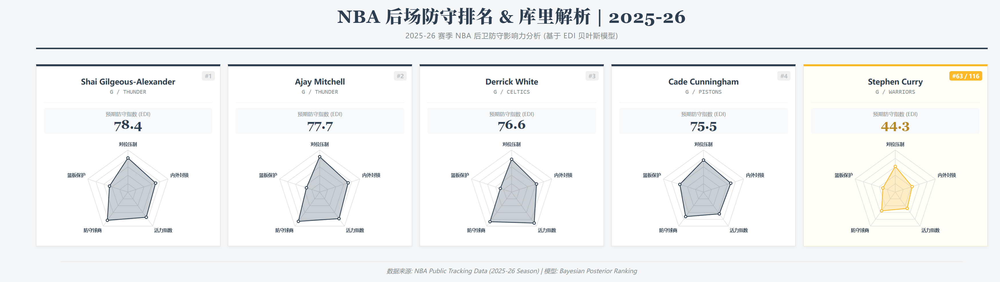 NBA 后场防守排名 & 库里解析 | 2025-26
2025-26 赛季 NBA 后卫防守影响力分析 (基于 EDI 贝叶斯模型)
#1
Shai Gilgeous-Alexander
G / THUNDER
预期防守指数 (EDI)
78.4
对位压制
篮板保护
内外封锁
防守球商
活力指数
#2
Ajay Mitchell
G / THUNDER
预期防守指数 (EDI)
77.7
对位压制
篮板保护
内外封锁
防守球商
活力指数
#3
Derrick White
G / CELTICS
预期防守指数 (EDI)
76.6
对位压制
篮板保护
内外封锁
防守球商
活力指数
#4
Cade Cunningham
G / PISTONS
预期防守指数 (EDI)
75.5
对位压制
篮板保护
内外封锁
防守球商
活力指数
#63 / 116
Stephen Curry
G / WARRIORS
预期防守指数 (EDI)
44.3
对位压制
篮板保护
内外封锁
防守球商
活力指数
数据来源: NBA Public Tracking Data (2025-26 Season) | 模型: Bayesian Posterior Ranking